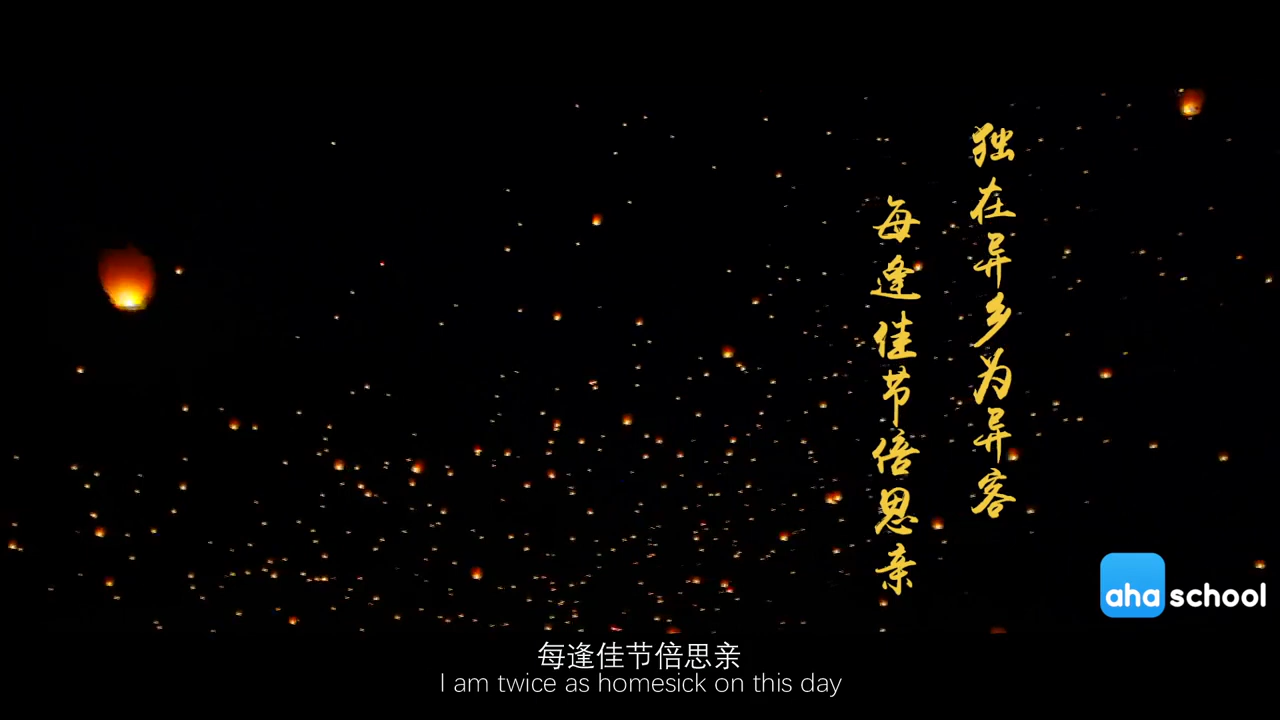 独在异乡为异客
每逢佳节倍思亲
aha school
每逢佳节倍思亲
I am twice as homesick on this day